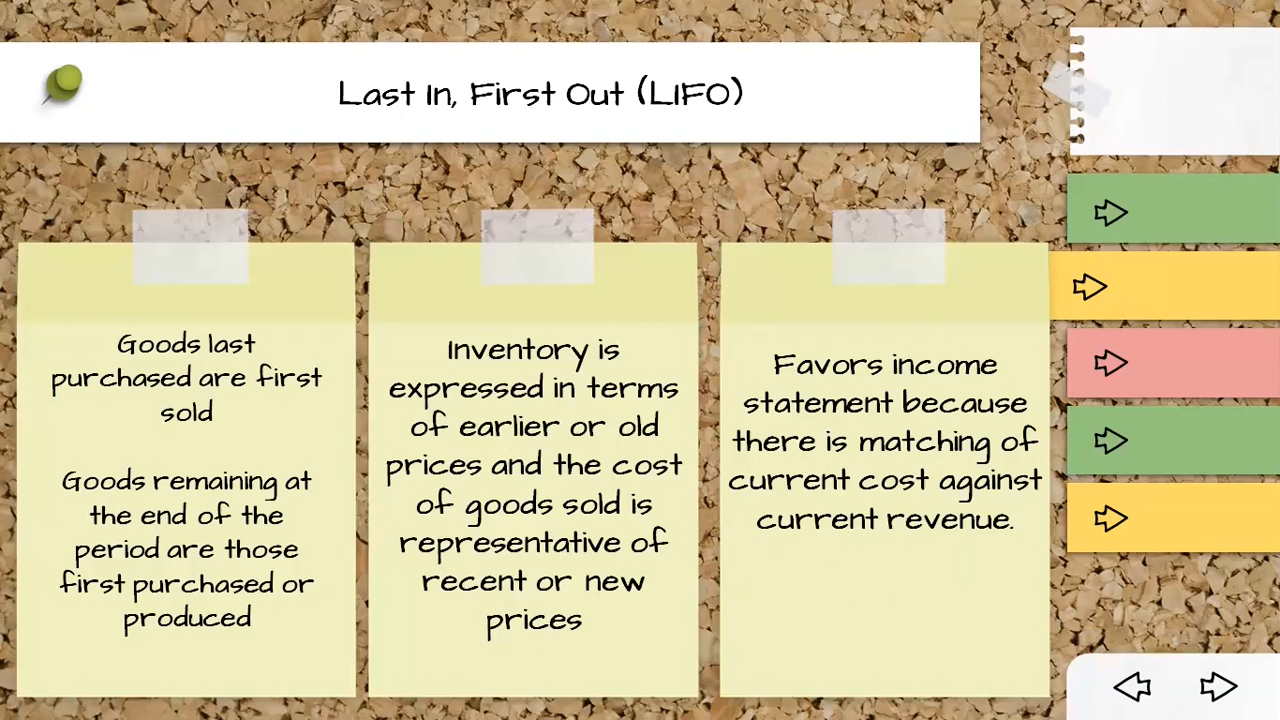 Last In, First Out (LIFO)
Goods last
purchased are first
sold
Goods remaining at
the end of the
period are those
first purchased or
produced
Inventory is
expressed in terms
of earlier or old
prices and the cost
of goods sold is
representative of
recent or new
prices
Favors income
statement because
there is matching of
current cost against
current revenue.